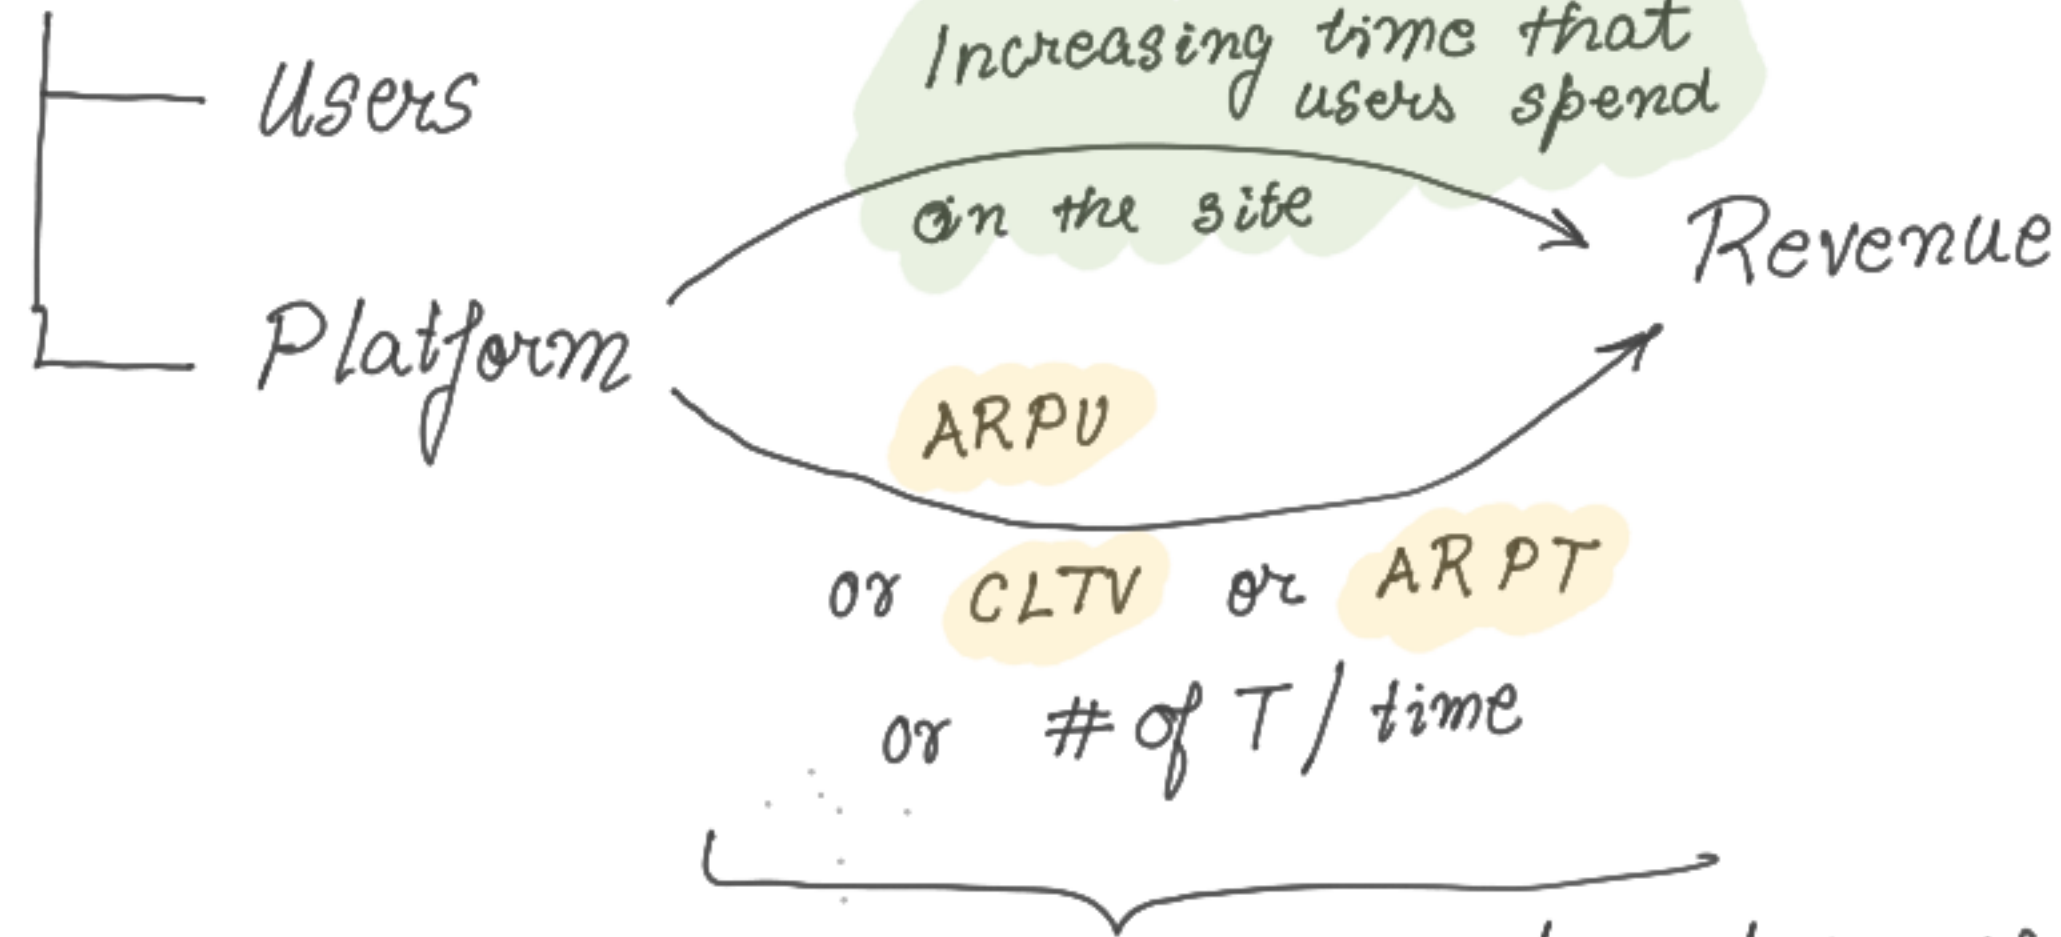 Increasing time that
users spend
on the site
Users
Platform
Revenue
ARPU
or CLTV or ARPT
or # of T / time